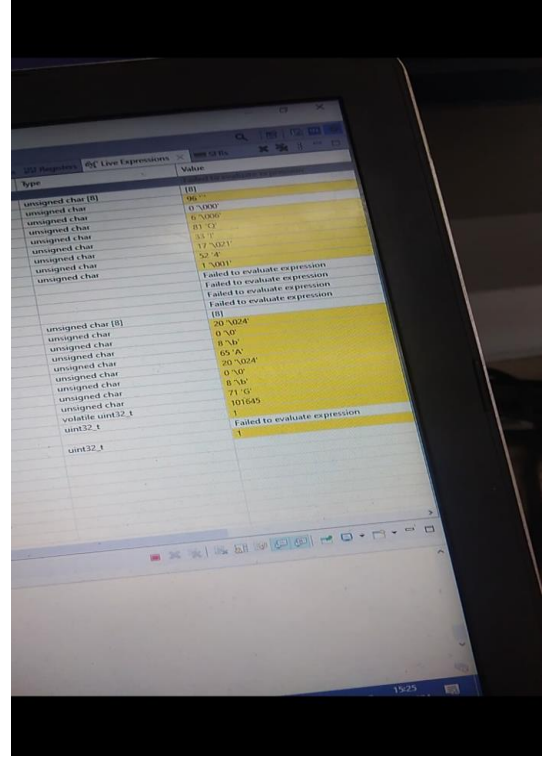 Registers Live Expressions
Type Value
Failed to evaluate expression
unsigned char [8] [8]
unsigned char
unsigned char 0 '\000'
unsigned char 6 '\006'
unsigned char 81 'Q'
unsigned char
unsigned char 17 '\021'
unsigned char 52 '4'
unsigned char 1 '\001'
Failed to evaluate expression
Failed to evaluate expression
Failed to evaluate expression
Failed to evaluate expression
unsigned char [8] [8]
unsigned char 20 '\024'
unsigned char 0 '\0'
unsigned char 8 '\b'
unsigned char 65 'A'
unsigned char 20 '\024'
unsigned char 0 '\0'
unsigned char 8 '\b'
unsigned char 71 'G'
volatile uint32_t 101645
uint32_t 1
Failed to evaluate expression
uint32_t 1
15:25